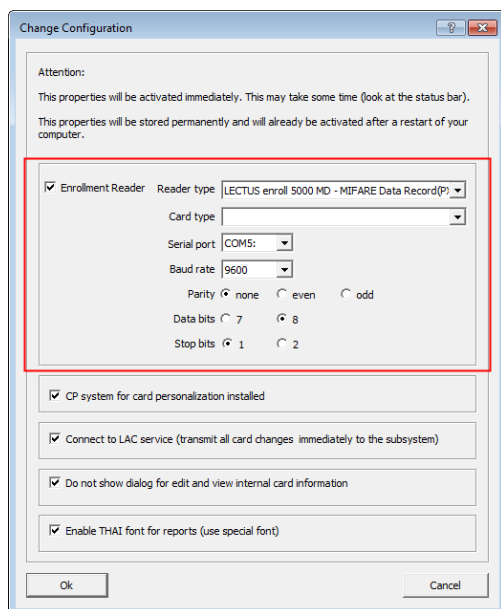 Change Configuration
Attention:
This properties will be activated immediately. This may take some time (look at the status bar).
This properties will be stored permanently and will already be activated after a restart of your
computer.
Enrollment Reader Reader type LECTUS enroll 5000 MD - MIFARE Data Record(P
Card type
Serial port COM5:
Baud rate 9600
Parity none even odd
Data bits 7 8
Stop bits 1 2
CP system for card personalization installed
Connect to LAC service (transmit all card changes immediately to the subsystem)
Do not show dialog for edit and view internal card information
Enable THAI font for reports (use special font)
Ok Cancel